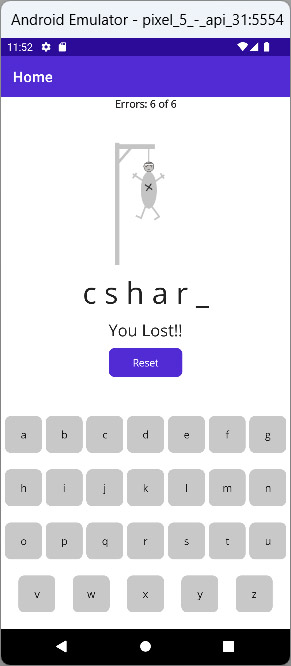 Android Emulator - pixel_5_-_api_31:5554
11:52
Home
Errors: 6 of 6
c s h a r _
You Lost!!
Reset
a b c d e f g
h i j k l m n
o p q r s t u
v w x y z